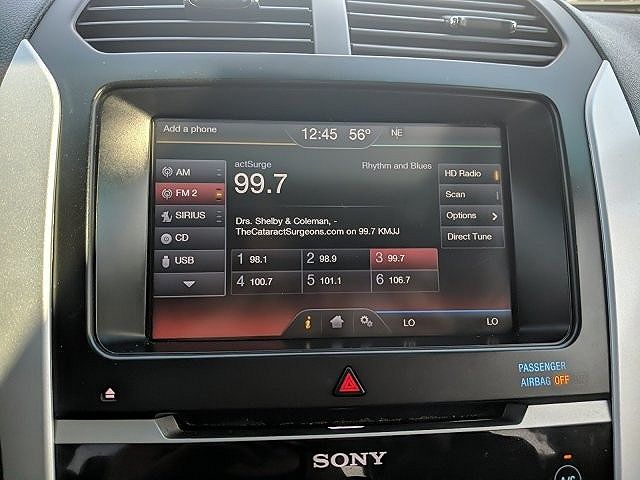 Add a phone
12:45 56° NE
AM
FM 2
SIRIUS
CD
USB
actSurge
Rhythm and Blues
99.7
Drs. Shelby & Coleman, -
TheCataractSurgeons.com on 99.7 KMJJ
1 98.1
2 98.9
3 99.7
4 100.7
5 101.1
6 106.7
HD Radio
Scan
Options
Direct Tune
LO
LO
PASSENGER
AIRBAG OFF
SONY
A/C